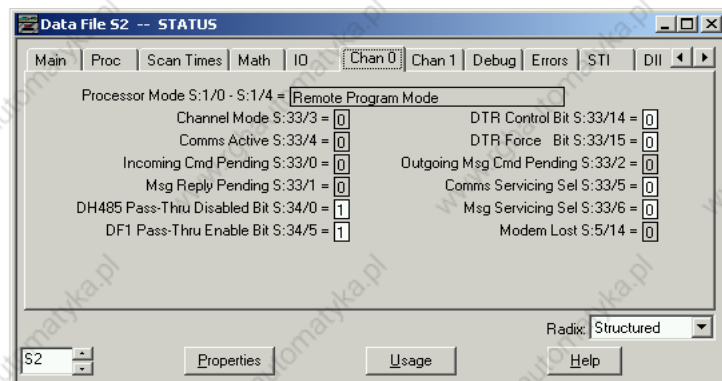 Data File S2 -- STATUS
Main Proc Scan Times Math IO Chan 0 Chan 1 Debug Errors STI DII
Processor Mode S:1/0 - S:1/4 = Remote Program Mode
Channel Mode S:33/3 = 0 DTR Control Bit S:33/14 = 0
Comms Active S:33/4 = 0 DTR Force Bit S:33/15 = 0
Incoming Cmd Pending S:33/0 = 0 Outgoing Msg Cmd Pending S:33/2 = 0
Msg Reply Pending S:33/1 = 0 Comms Servicing Sel S:33/5 = 0
DH485 Pass-Thru Disabled Bit S:34/0 = 1 Msg Servicing Sel S:33/6 = 0
DF1 Pass-Thru Enable Bit S:34/5 = 1 Modem Lost S:5/14 = 0
Radix: Structured
S2 Properties Usage Help